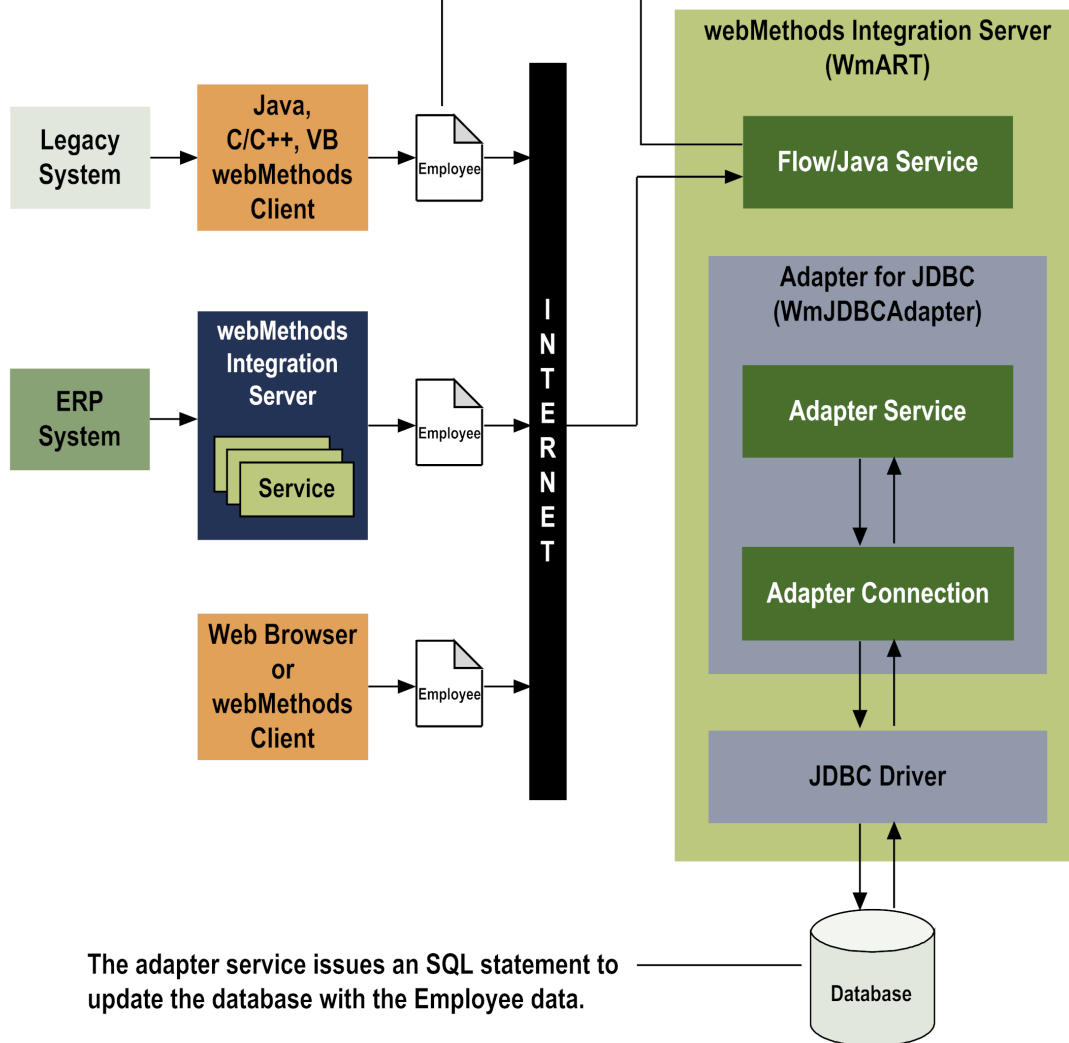 webMethods Integration Server
(WmART)
Legacy
System
Java,
C/C++, VB
webMethods
Client
Employee
Flow/Java Service
Adapter for JDBC
(WmJDBCAdapter)
ERP
System
webMethods
Integration
Server
Service
Employee
INTERNET
Adapter Service
Adapter Connection
Web Browser
or
webMethods
Client
Employee
JDBC Driver
The adapter service issues an SQL statement to
update the database with the Employee data.
Database